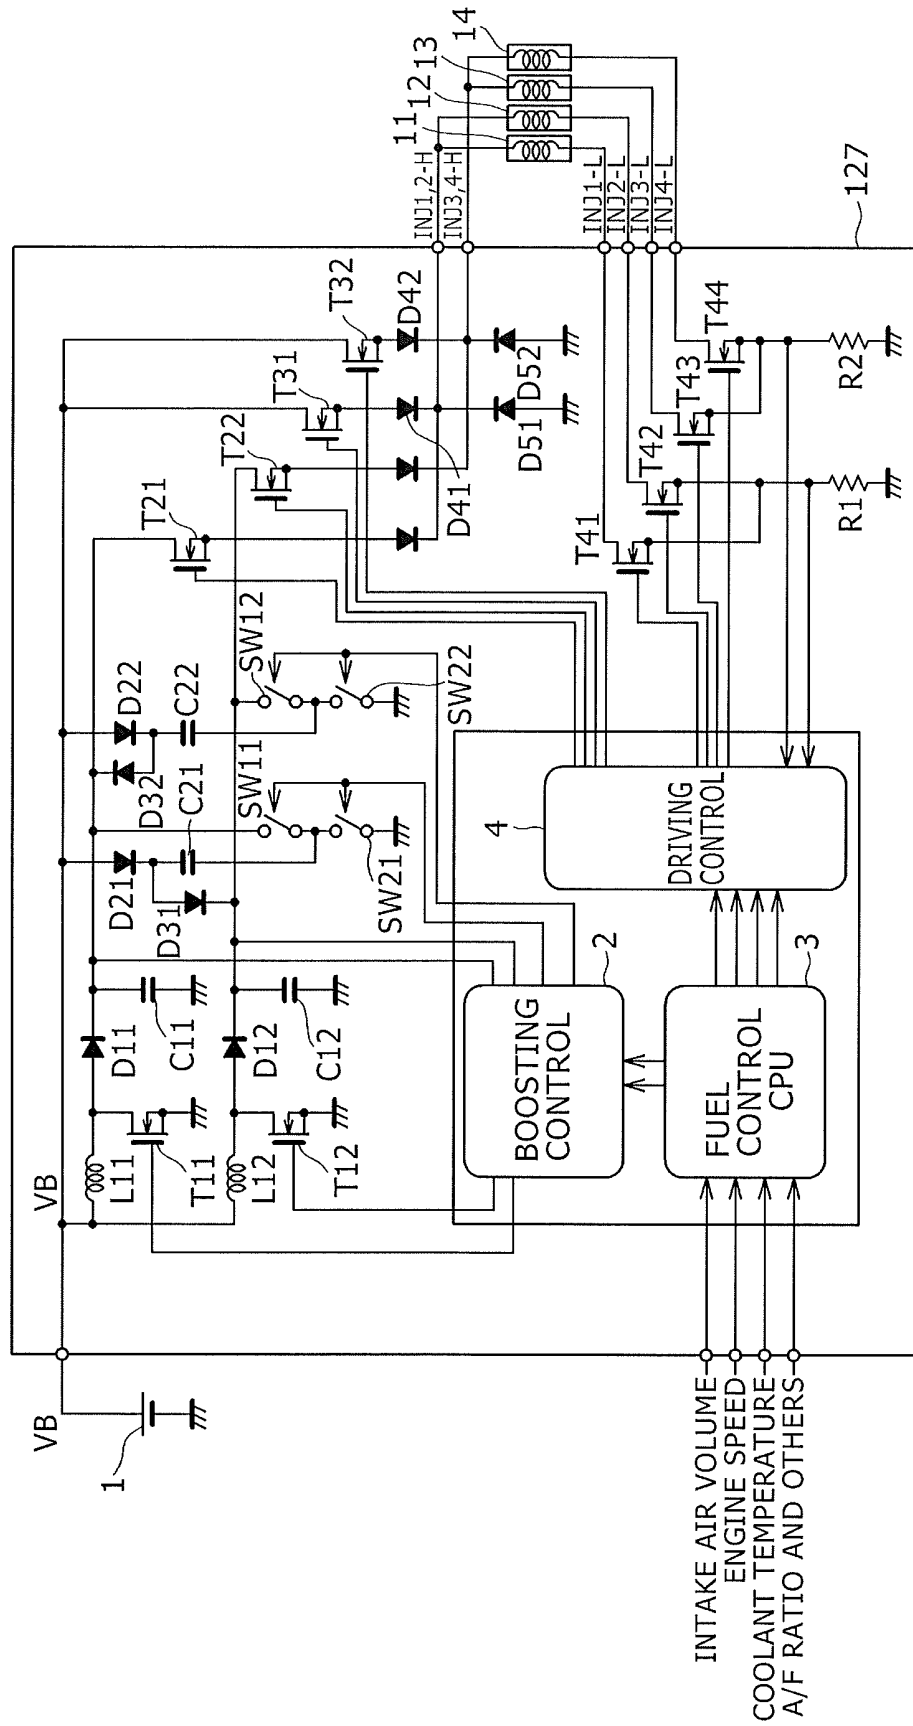 VB
1
VB
L11
T11
D11
C11
L12
T12
D12
C12
D21
D31
C21
D22
D32
C22
SW11
SW21
SW12
SW22
T21
T22
T31
T32
D41
D42
D51
D52
INJ1,2-H
INJ3,4-H
11
12
13
14
INJ1-L
INJ2-L
INJ3-L
INJ4-L
127
T41
T42
T43
T44
R1
R2
BOOSTING
CONTROL
2
FUEL
CONTROL
CPU
3
DRIVING
CONTROL
4
INTAKE AIR VOLUME
ENGINE SPEED
COOLANT TEMPERATURE
A/F RATIO AND OTHERS